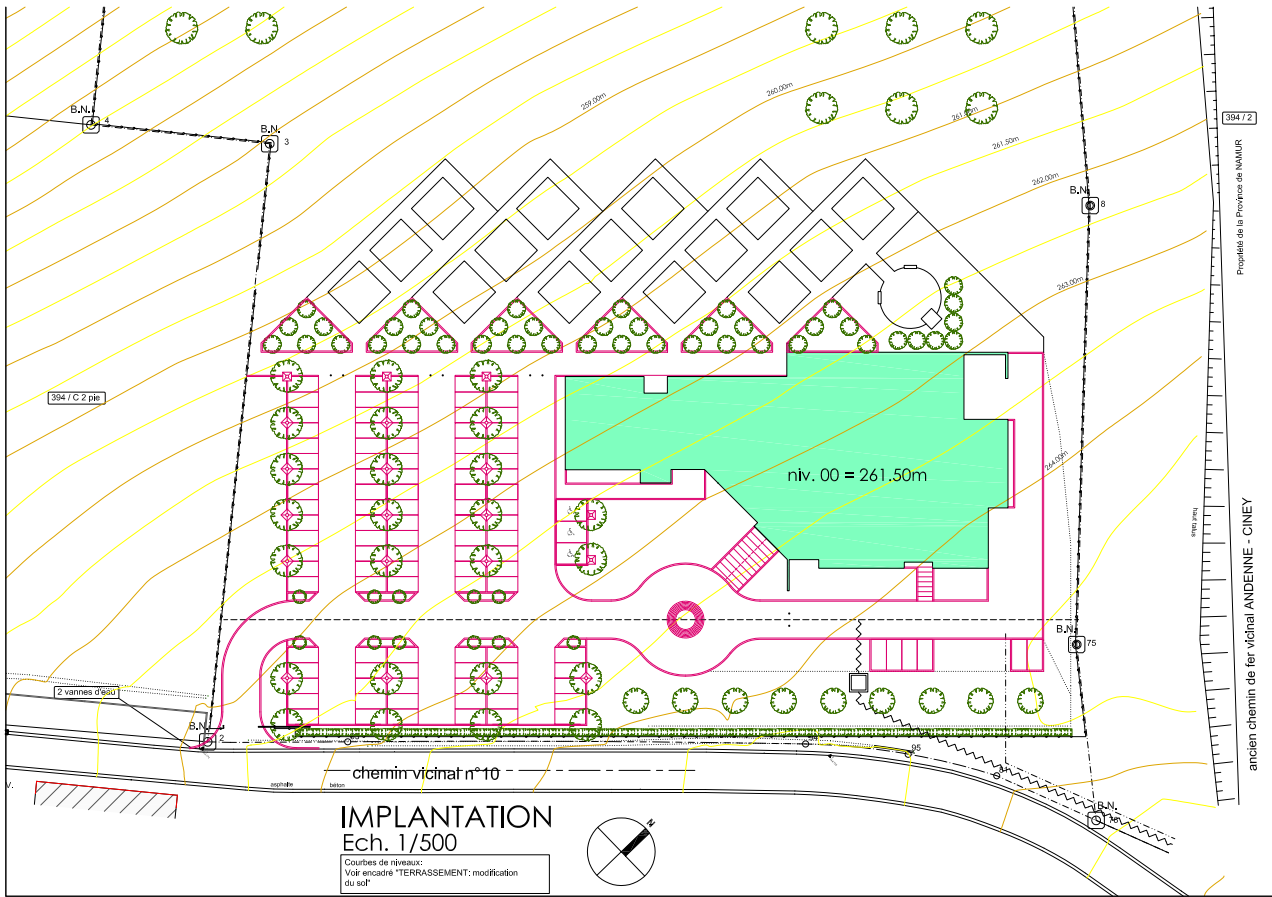 259.00m
260.00m
261.00m
261.50m
262.00m
263.00m
264.00m
B.N.
4
B.N.
3
B.N.
8
394 / 2
Propriété de la Province de NAMUR
394 / C 2 pie
niv. 00 = 261.50m
haut talus
ancien chemin de fer vicinal ANDENNE - CINEY
B.N.
75
2 vannes d'eau
B.N.
2
95
B.N.
76
V.
asphalte
béton
chemin vicinal n°10
IMPLANTATION
Ech. 1/500
N
Courbes de niveaux:
Voir encadré "TERRASSEMENT: modification
du sol"